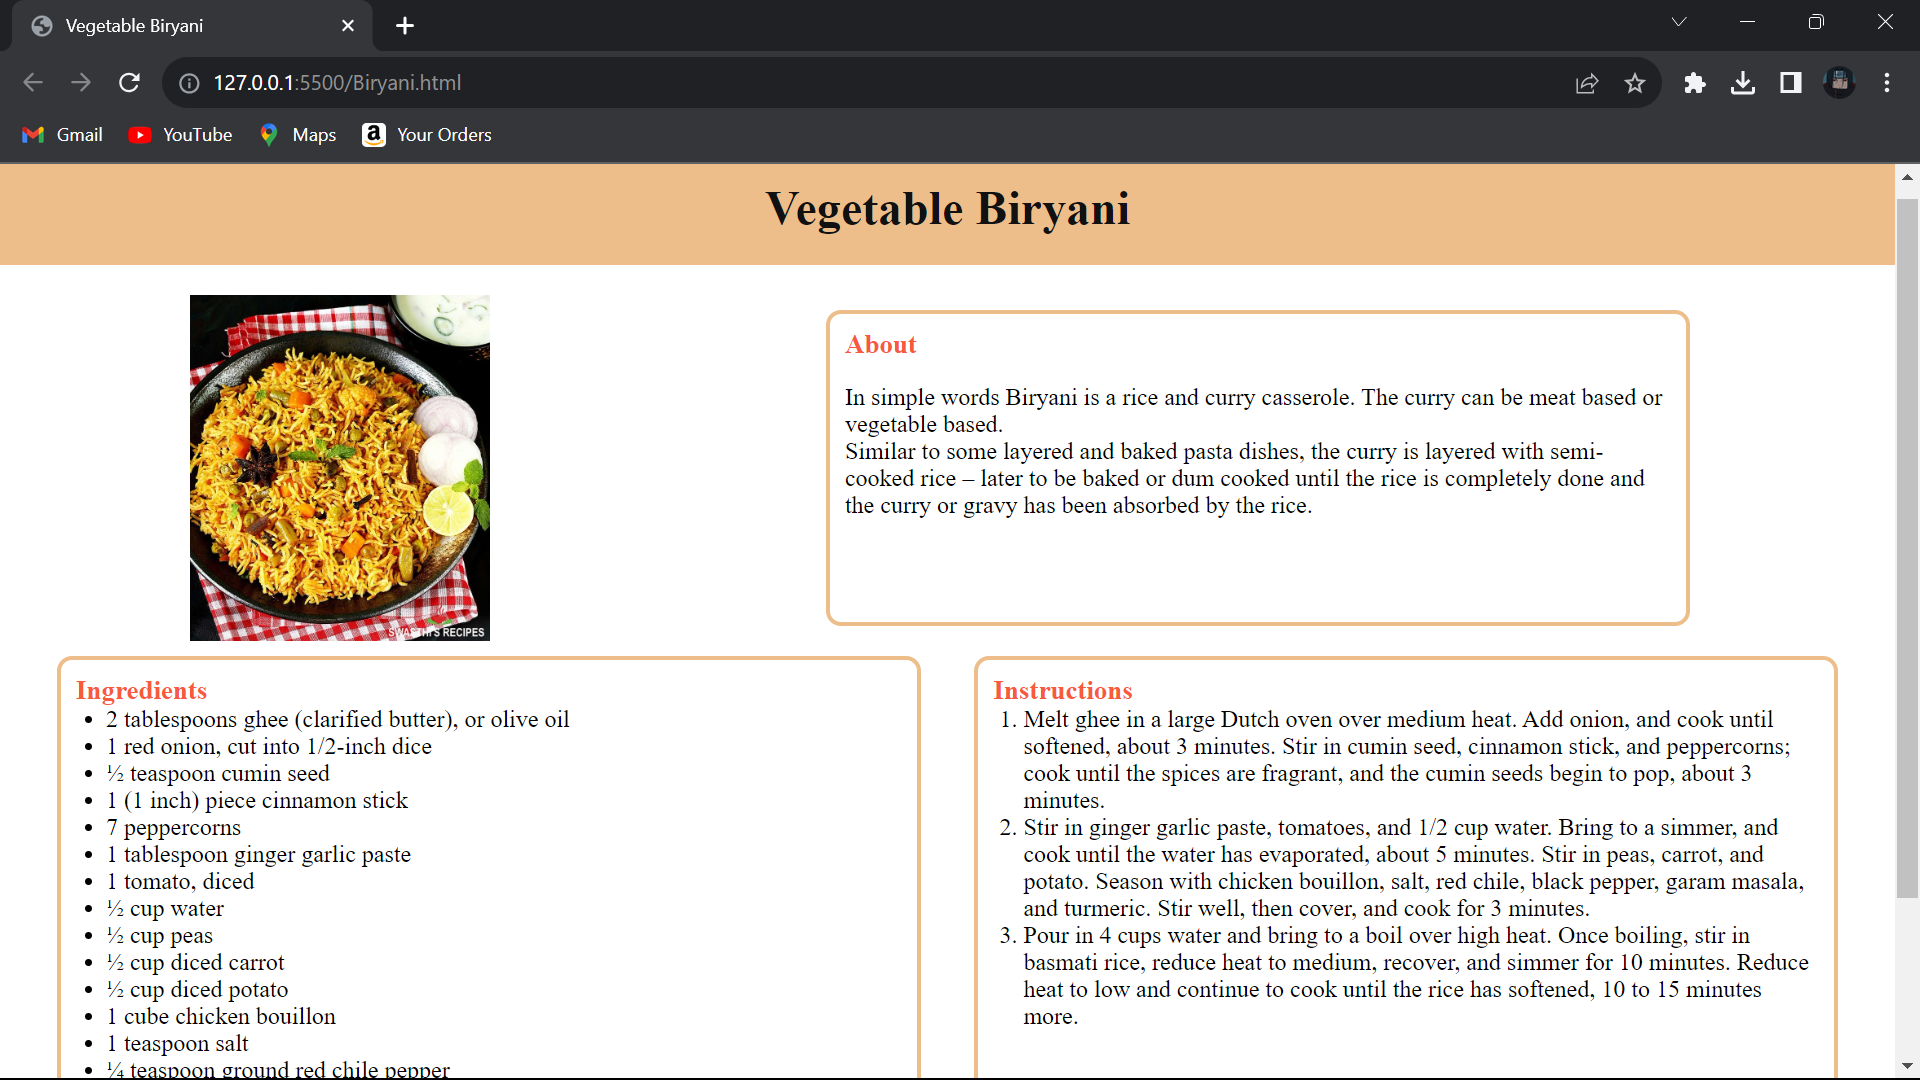 Vegetable Biryani
127.0.0.1:5500/Biryani.html
Gmail YouTube Maps Your Orders
Vegetable Biryani
SWASTHI'S RECIPES
About
In simple words Biryani is a rice and curry casserole. The curry can be meat based or
vegetable based.
Similar to some layered and baked pasta dishes, the curry is layered with semi-
cooked rice – later to be baked or dum cooked until the rice is completely done and
the curry or gravy has been absorbed by the rice.
Ingredients
• 2 tablespoons ghee (clarified butter), or olive oil
• 1 red onion, cut into 1/2-inch dice
• ½ teaspoon cumin seed
• 1 (1 inch) piece cinnamon stick
• 7 peppercorns
• 1 tablespoon ginger garlic paste
• 1 tomato, diced
• ½ cup water
• ½ cup peas
• ½ cup diced carrot
• ½ cup diced potato
• 1 cube chicken bouillon
• 1 teaspoon salt
• ¼ teaspoon ground red chile pepper
Instructions
1. Melt ghee in a large Dutch oven over medium heat. Add onion, and cook until
softened, about 3 minutes. Stir in cumin seed, cinnamon stick, and peppercorns;
cook until the spices are fragrant, and the cumin seeds begin to pop, about 3
minutes.
2. Stir in ginger garlic paste, tomatoes, and 1/2 cup water. Bring to a simmer, and
cook until the water has evaporated, about 5 minutes. Stir in peas, carrot, and
potato. Season with chicken bouillon, salt, red chile, black pepper, garam masala,
and turmeric. Stir well, then cover, and cook for 3 minutes.
3. Pour in 4 cups water and bring to a boil over high heat. Once boiling, stir in
basmati rice, reduce heat to medium, recover, and simmer for 10 minutes. Reduce
heat to low and continue to cook until the rice has softened, 10 to 15 minutes
more.